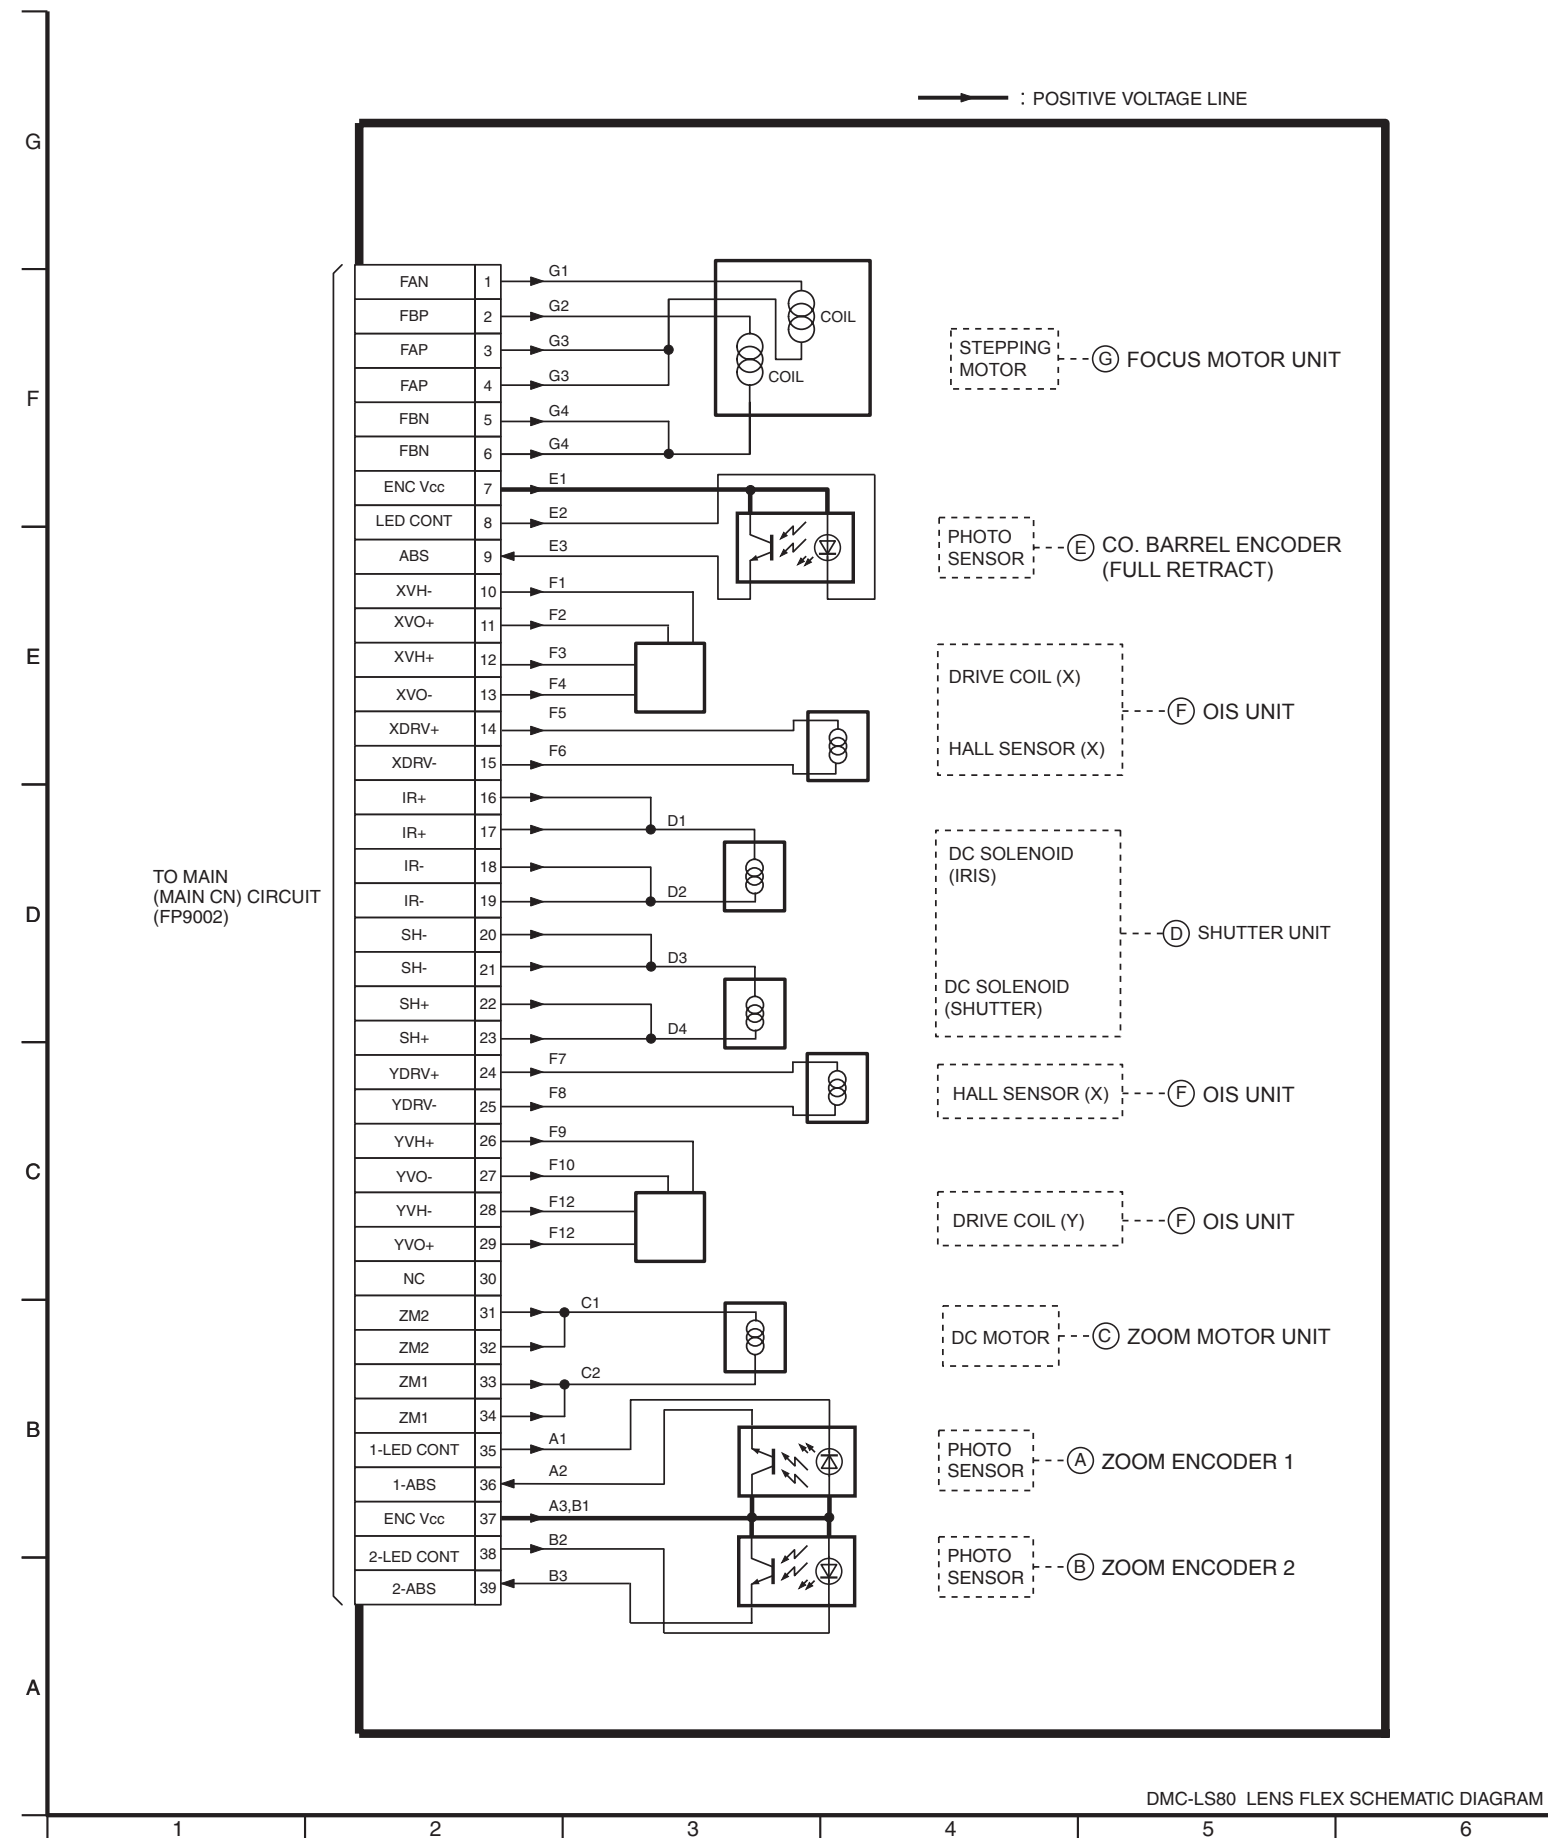 : POSITIVE VOLTAGE LINE
G
F
E
D
C
B
A
TO MAIN
(MAIN CN) CIRCUIT
(FP9002)
FAN 1 G1
FBP 2 G2
FAP 3 G3
FAP 4 G3
FBN 5 G4
FBN 6 G4
ENC Vcc 7 E1
LED CONT 8 E2
ABS 9 E3
XVH- 10 F1
XVO+ 11 F2
XVH+ 12 F3
XVO- 13 F4
XDRV+ 14 F5
XDRV- 15 F6
IR+ 16
IR+ 17 D1
IR- 18
IR- 19 D2
SH- 20
SH- 21 D3
SH+ 22
SH+ 23 D4
YDRV+ 24 F7
YDRV- 25 F8
YVH+ 26 F9
YVO- 27 F10
YVH- 28 F12
YVO+ 29 F12
NC 30
ZM2 31 C1
ZM2 32
ZM1 33 C2
ZM1 34
1-LED CONT 35 A1
1-ABS 36 A2
ENC Vcc 37 A3,B1
2-LED CONT 38 B2
2-ABS 39 B3
COIL
COIL
STEPPING
MOTOR
G FOCUS MOTOR UNIT
PHOTO
SENSOR
E CO. BARREL ENCODER
(FULL RETRACT)
DRIVE COIL (X)
HALL SENSOR (X)
F OIS UNIT
DC SOLENOID
(IRIS)
DC SOLENOID
(SHUTTER)
D SHUTTER UNIT
HALL SENSOR (X)
F OIS UNIT
DRIVE COIL (Y)
F OIS UNIT
DC MOTOR
C ZOOM MOTOR UNIT
PHOTO
SENSOR
A ZOOM ENCODER 1
PHOTO
SENSOR
B ZOOM ENCODER 2
DMC-LS80 LENS FLEX SCHEMATIC DIAGRAM
1 2 3 4 5 6